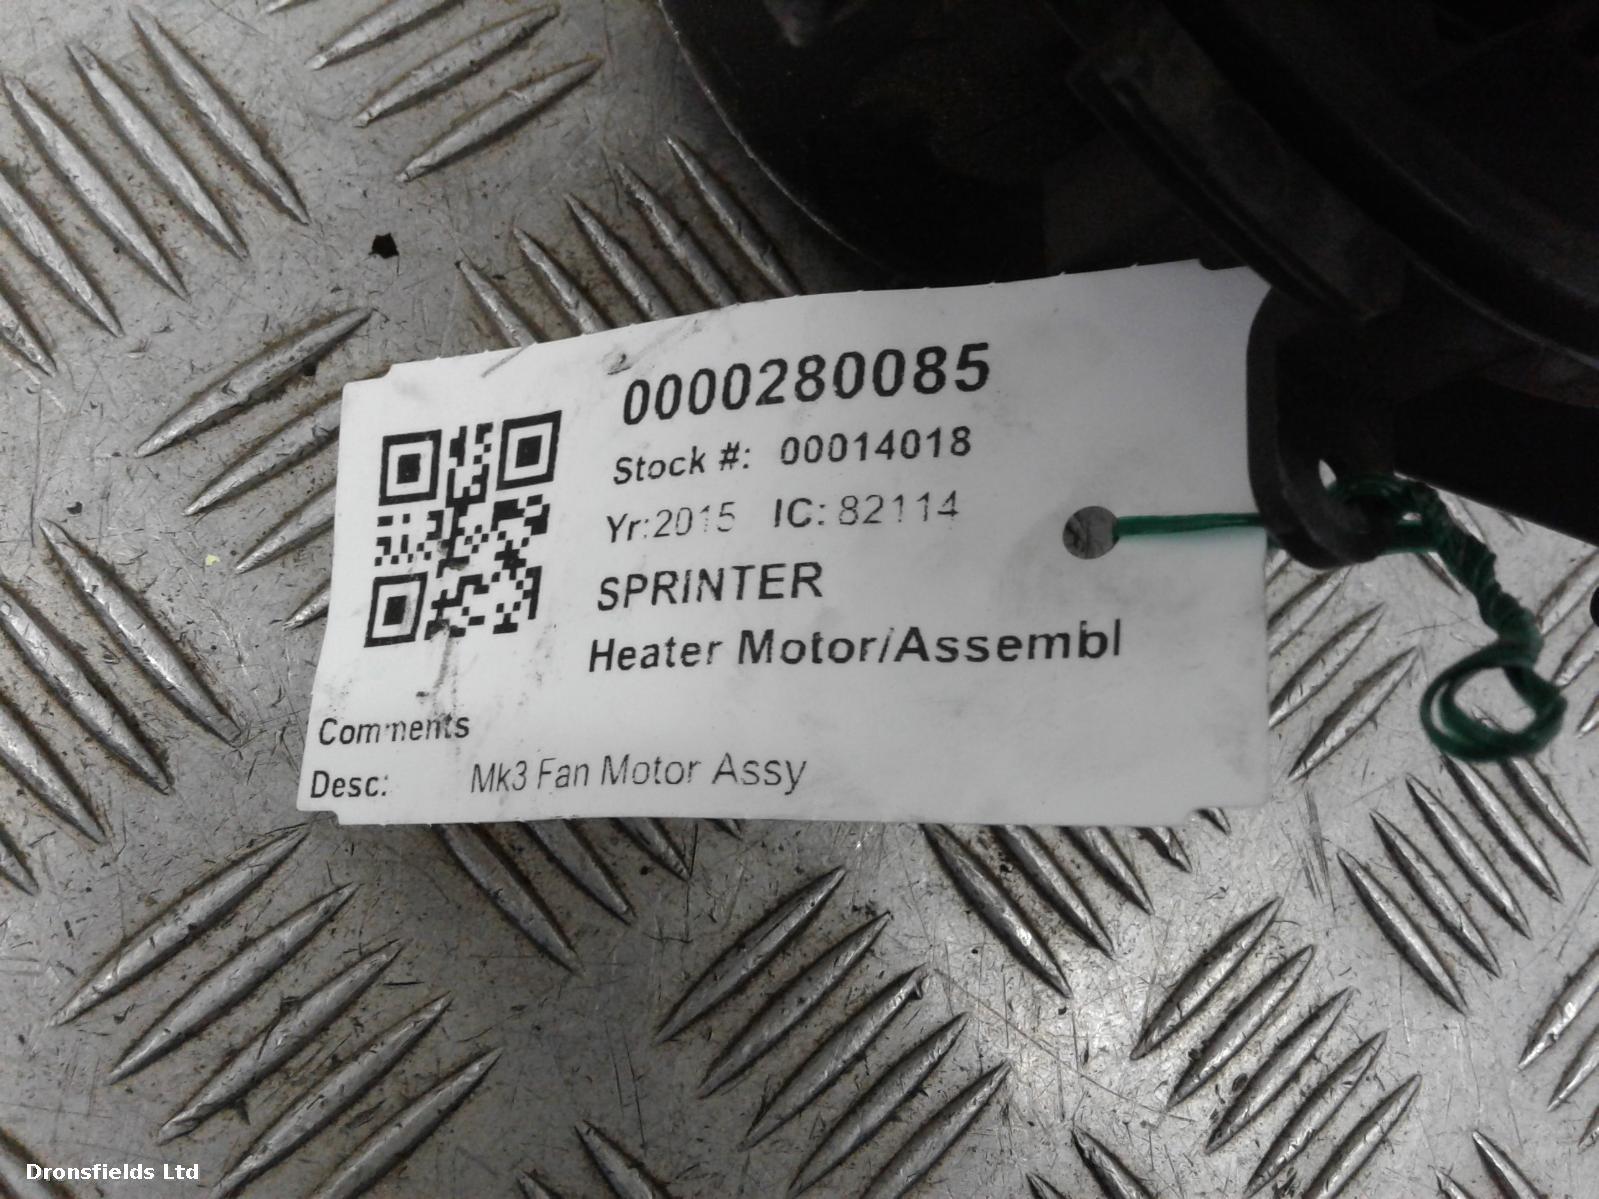 0000280085
Stock #: 00014018
Yr:2015 IC: 82114
SPRINTER
Heater Motor/Assembl
Comments
Desc: Mk3 Fan Motor Assy
Dronsfields Ltd